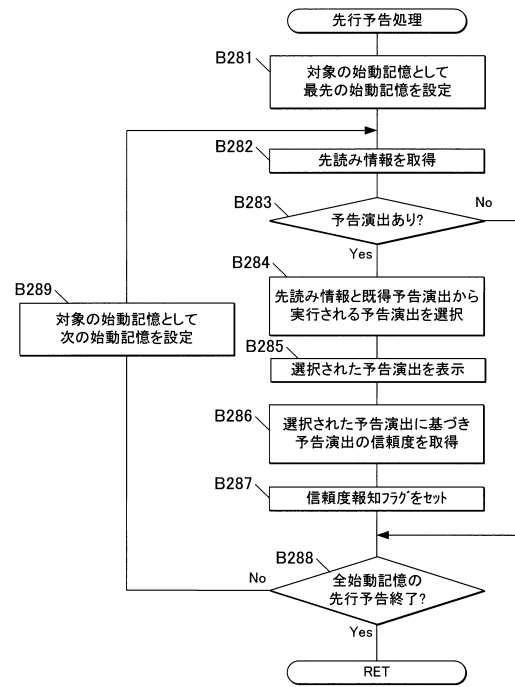 先行予告処理
B281
対象の始動記憶として
最先の始動記憶を設定
B282
先読み情報を取得
B283
予告演出あり?
No
Yes
B284
先読み情報と既得予告演出から
実行される予告演出を選択
B289
対象の始動記憶として
次の始動記憶を設定
B285
選択された予告演出を表示
B286
選択された予告演出に基づき
予告演出の信頼度を取得
B287
信頼度報知フラグをセット
B288
全始動記憶の
先行予告終了?
No
Yes
RET